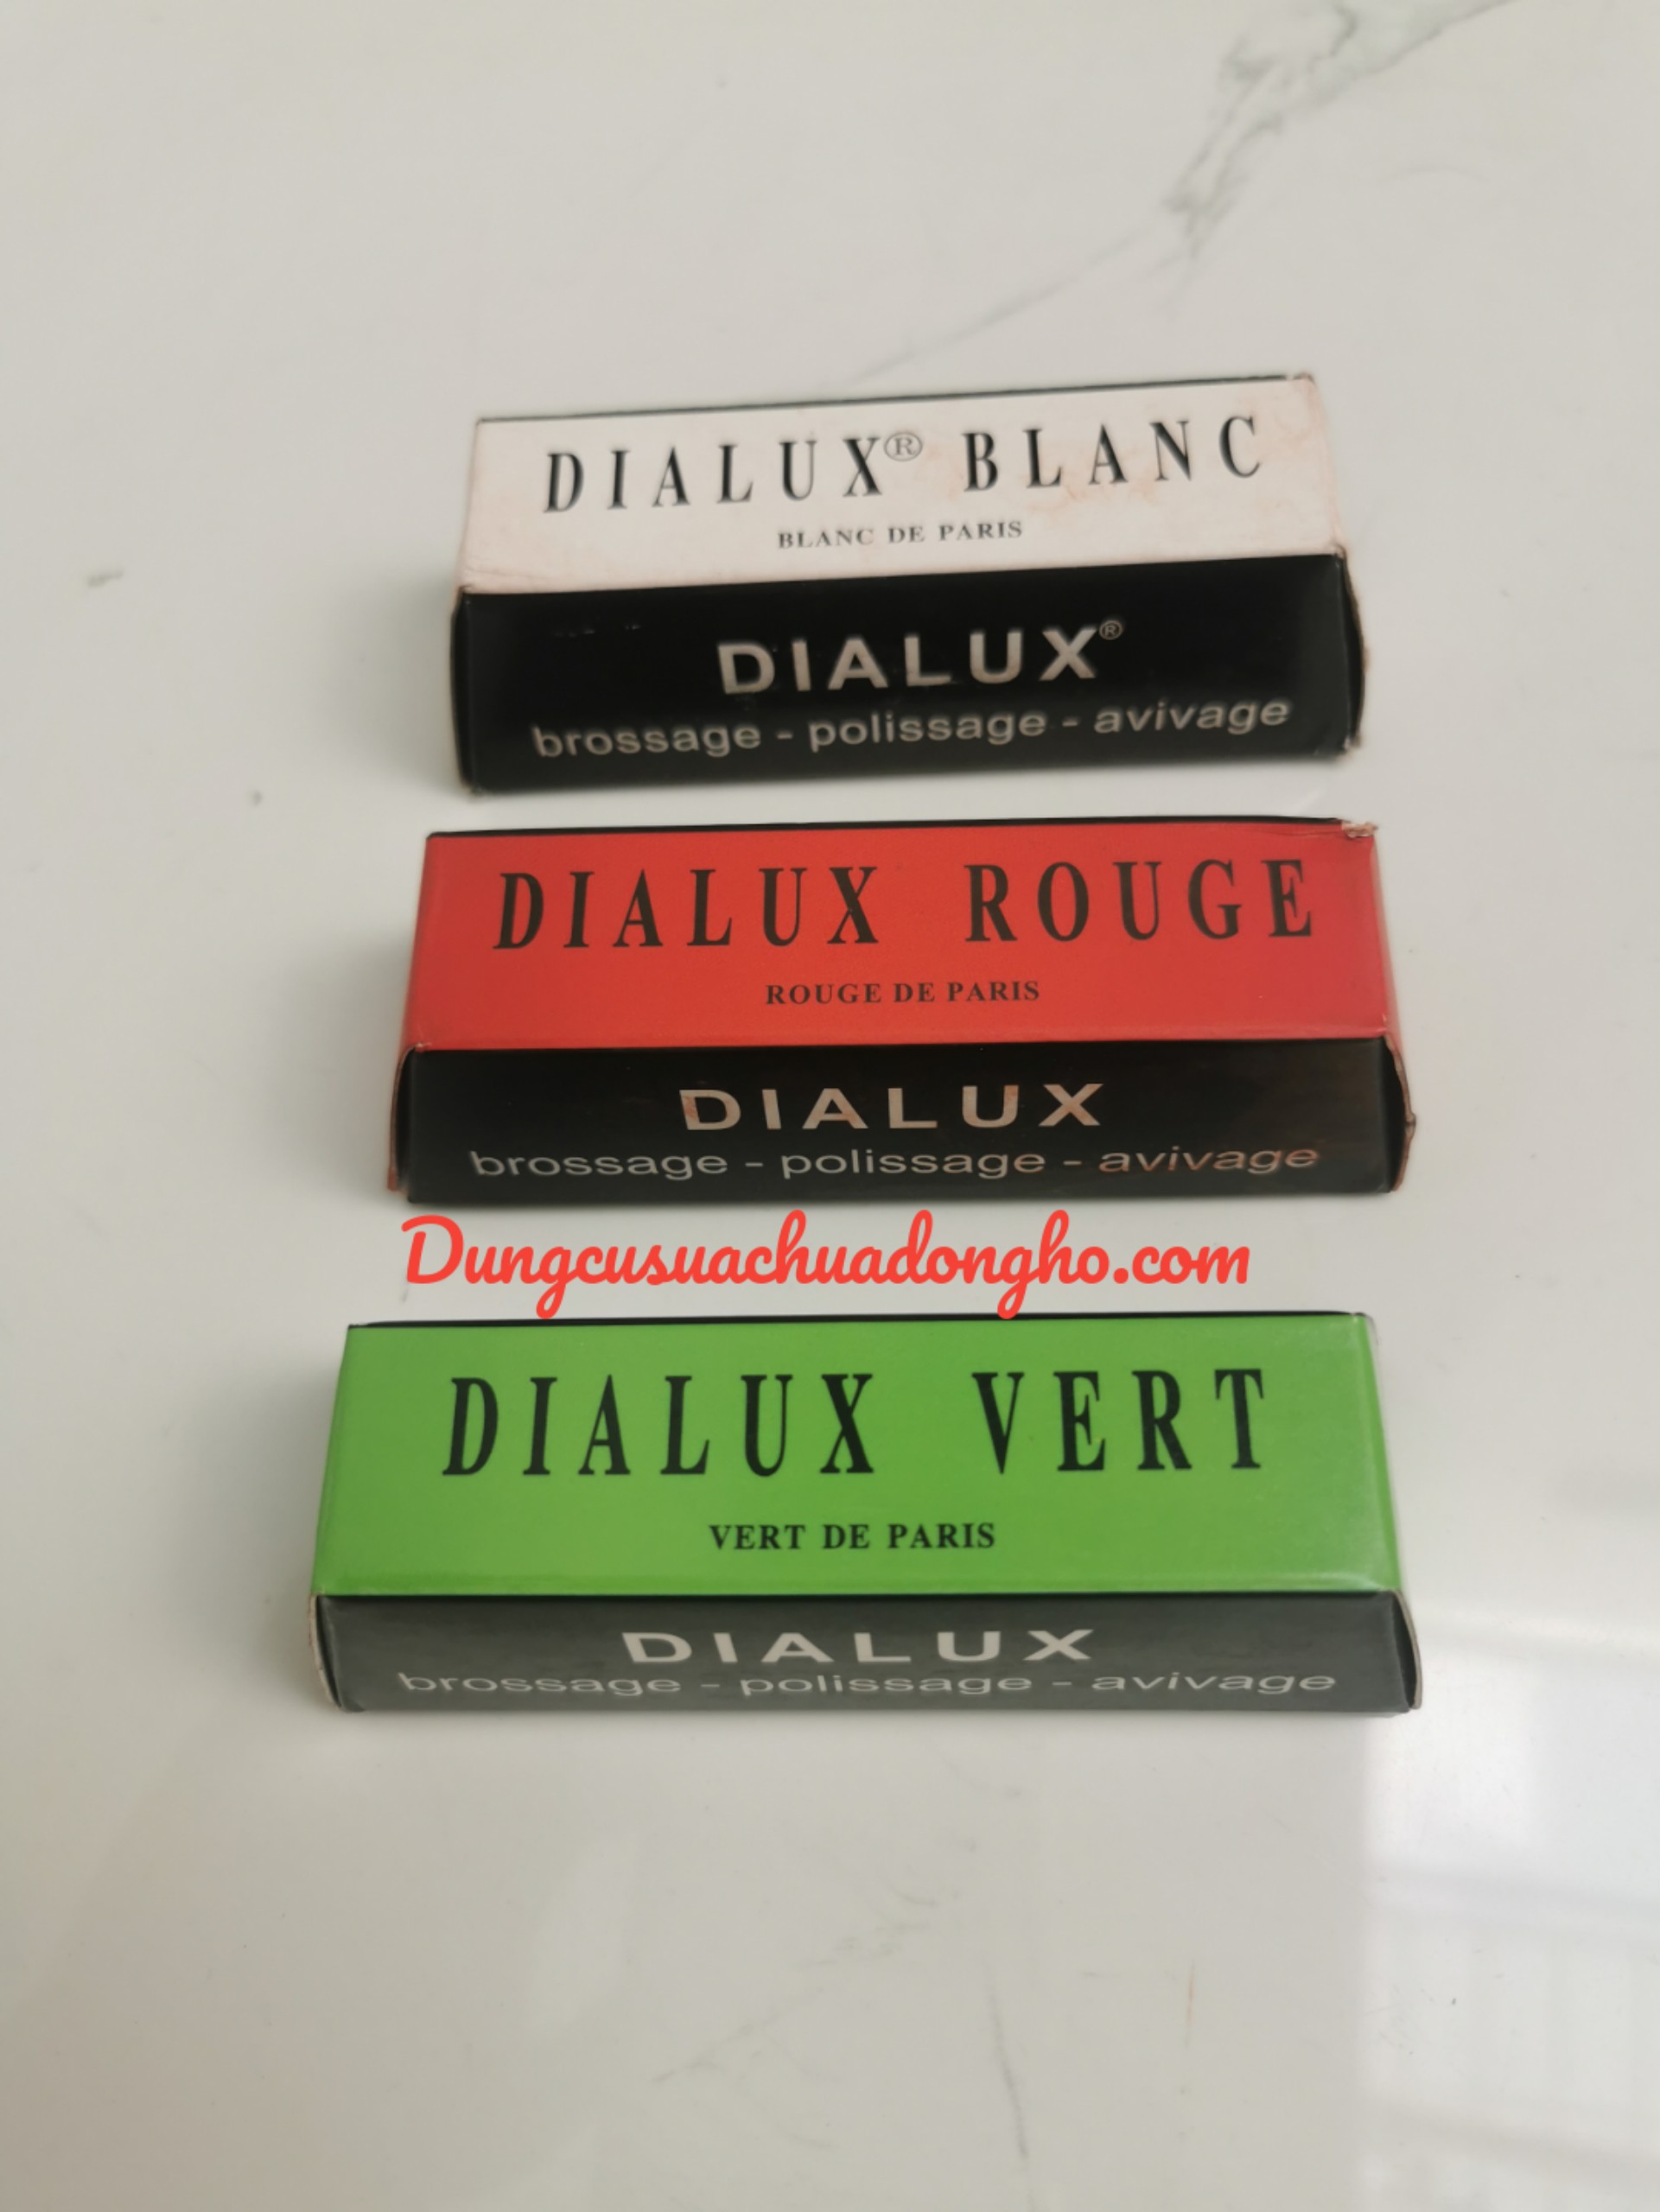 DIALUX® BLANC
BLANC DE PARIS
DIALUX®
brossage - polissage - avivage
DIALUX ROUGE
ROUGE DE PARIS
DIALUX
brossage - polissage - avivage
Dungcusuachuadongho.com
DIALUX VERT
VERT DE PARIS
DIALUX
brossage - polissage - avivage